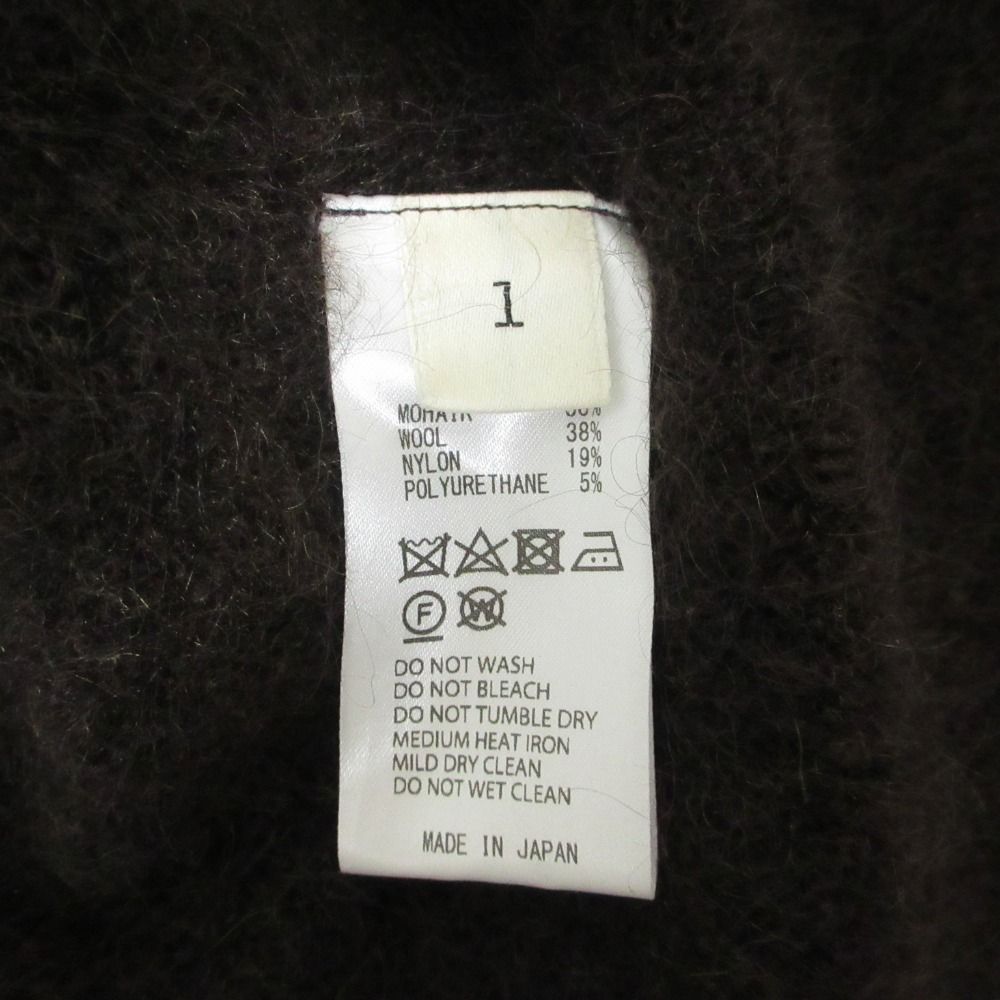 1
MOHAIR
WOOL 38%
NYLON 19%
POLYURETHANE 5%
F W
DO NOT WASH
DO NOT BLEACH
DO NOT TUMBLE DRY
MEDIUM HEAT IRON
MILD DRY CLEAN
DO NOT WET CLEAN
MADE IN JAPAN